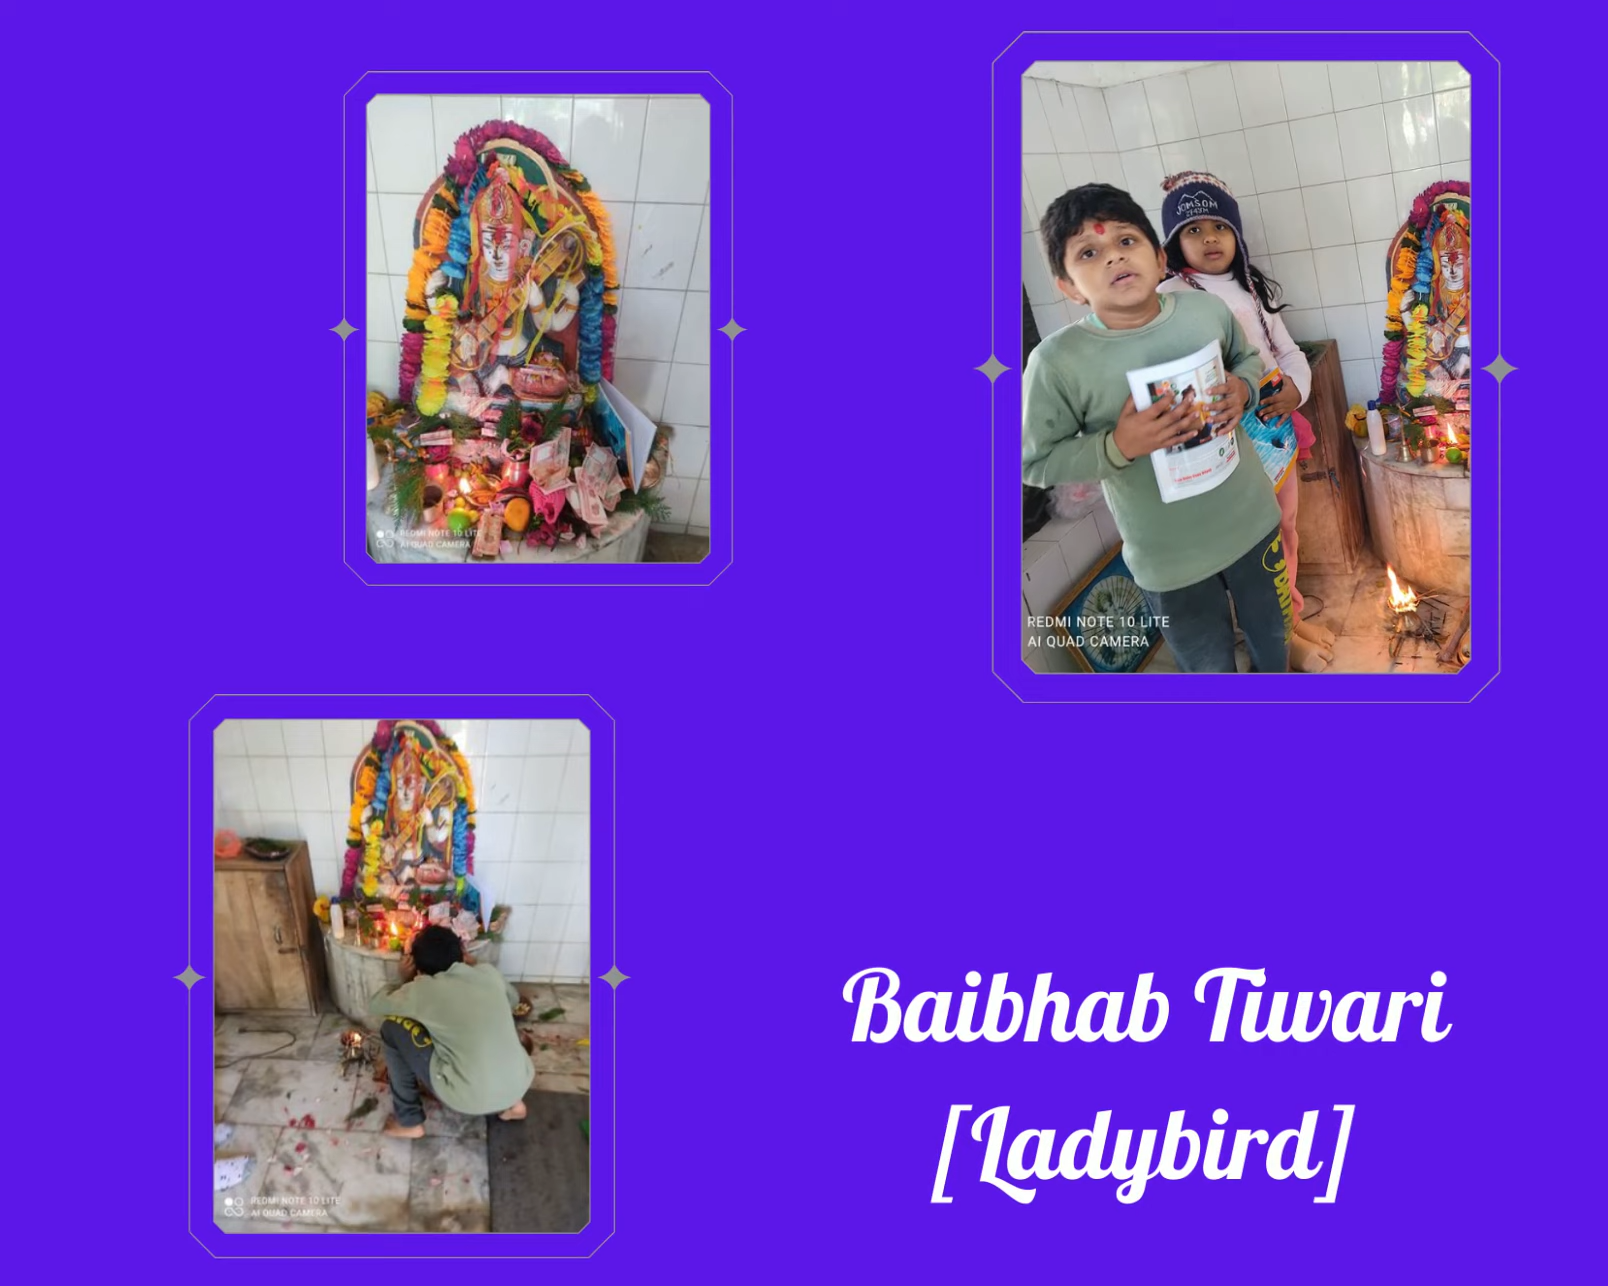 REDMI NOTE 10 LITE
AI QUAD CAMERA
JOMSOM
REDMI NOTE 10 LITE
AI QUAD CAMERA
REDMI NOTE 10 LITE
AI QUAD CAMERA
Baibhab Tiwari
[Ladybird]